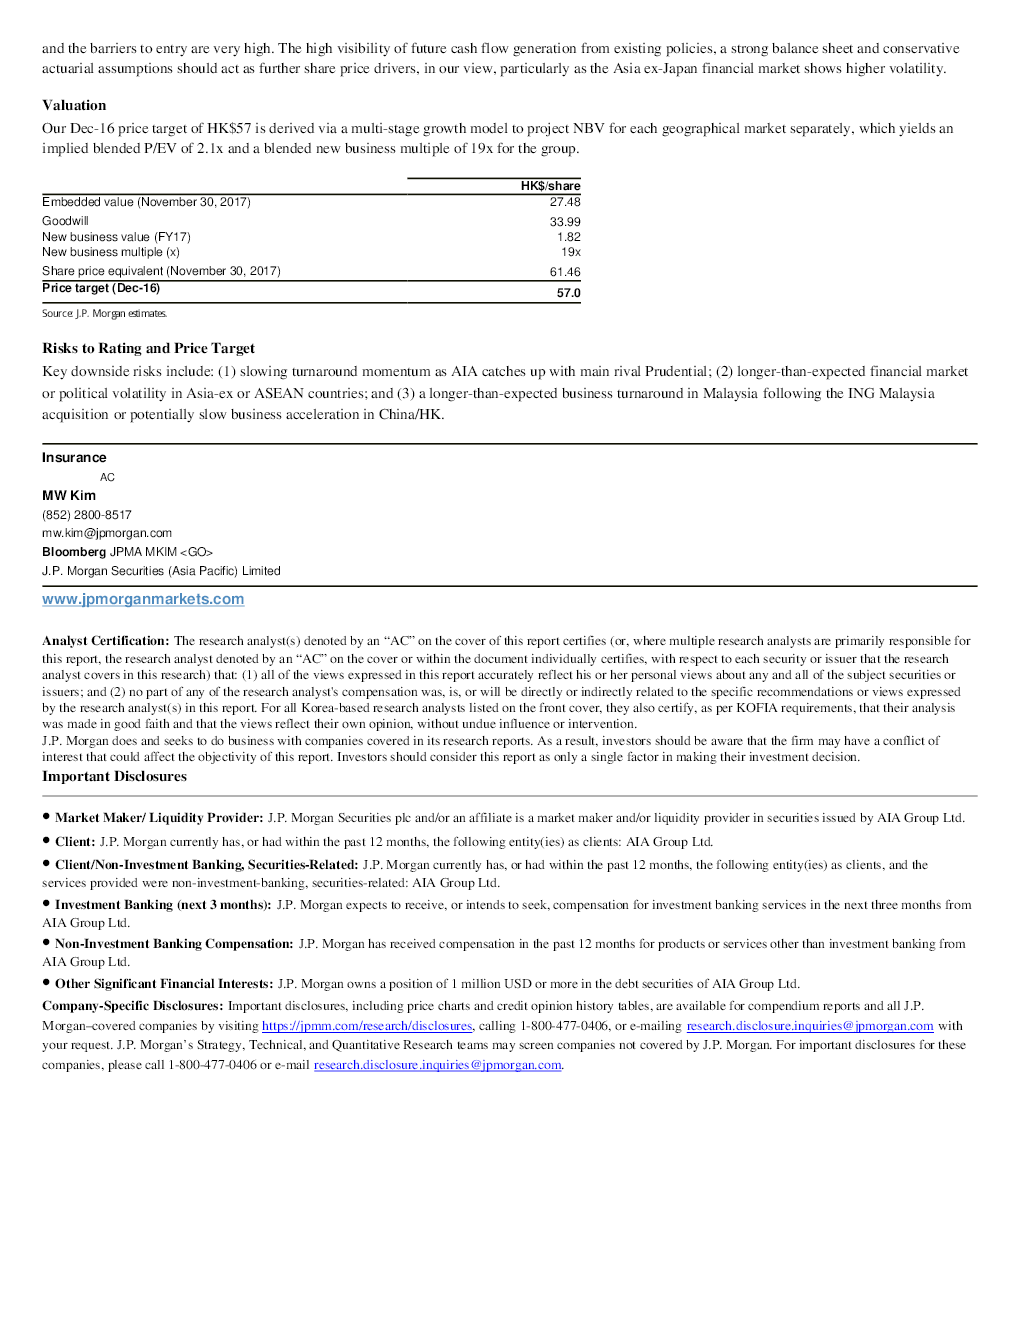 and the barriers to entry are very high. The high visibility of future cash flow generation from existing policies, a strong balance sheet and conservative
actuarial assumptions should act as further share price drivers, in our view, particularly as the Asia ex-Japan financial market shows higher volatility.
Valuation
Our Dec-16 price target of HK$57 is derived via a multi-stage growth model to project NBV for each geographical market separately, which yields an
implied blended P/EV of 2.1x and a blended new business multiple of 19x for the group.
HK$/share
Embedded value (November 30, 2017) 27.48
Goodwill 33.99
New business value (FY17) 1.82
New business multiple (x) 19x
Share price equivalent (November 30, 2017) 61.46
Price target (Dec-16) 57.0
Source: J.P. Morgan estimates.
Risks to Rating and Price Target
Key downside risks include: (1) slowing turnaround momentum as AIA catches up with main rival Prudential; (2) longer-than-expected financial market
or political volatility in Asia-ex or ASEAN countries; and (3) a longer-than-expected business turnaround in Malaysia following the ING Malaysia
acquisition or potentially slow business acceleration in China/HK.
Insurance
AC
MW Kim
(852) 2800-8517
mw.kim@jpmorgan.com
Bloomberg JPMA MKIM <GO>
J.P. Morgan Securities (Asia Pacific) Limited
www.jpmorganmarkets.com
Analyst Certification: The research analyst(s) denoted by an “AC” on the cover of this report certifies (or, where multiple research analysts are primarily responsible for
this report, the research analyst denoted by an “AC” on the cover or within the document individually certifies, with respect to each security or issuer that the research
analyst covers in this research) that: (1) all of the views expressed in this report accurately reflect his or her personal views about any and all of the subject securities or
issuers; and (2) no part of any of the research analyst's compensation was, is, or will be directly or indirectly related to the specific recommendations or views expressed
by the research analyst(s) in this report. For all Korea-based research analysts listed on the front cover, they also certify, as per KOFIA requirements, that their analysis
was made in good faith and that the views reflect their own opinion, without undue influence or intervention.
J.P. Morgan does and seeks to do business with companies covered in its research reports. As a result, investors should be aware that the firm may have a conflict of
interest that could affect the objectivity of this report. Investors should consider this report as only a single factor in making their investment decision.
Important Disclosures
• Market Maker/ Liquidity Provider: J.P. Morgan Securities plc and/or an affiliate is a market maker and/or liquidity provider in securities issued by AIA Group Ltd.
• Client: J.P. Morgan currently has, or had within the past 12 months, the following entity(ies) as clients: AIA Group Ltd.
• Client/Non-Investment Banking, Securities-Related: J.P. Morgan currently has, or had within the past 12 months, the following entity(ies) as clients, and the
services provided were non-investment-banking, securities-related: AIA Group Ltd.
• Investment Banking (next 3 months): J.P. Morgan expects to receive, or intends to seek, compensation for investment banking services in the next three months from
AIA Group Ltd.
• Non-Investment Banking Compensation: J.P. Morgan has received compensation in the past 12 months for products or services other than investment banking from
AIA Group Ltd.
• Other Significant Financial Interests: J.P. Morgan owns a position of 1 million USD or more in the debt securities of AIA Group Ltd.
Company-Specific Disclosures: Important disclosures, including price charts and credit opinion history tables, are available for compendium reports and all J.P.
Morgan–covered companies by visiting https://jpmm.com/research/disclosures, calling 1-800-477-0406, or e-mailing research.disclosure.inquiries@jpmorgan.com with
your request. J.P. Morgan’s Strategy, Technical, and Quantitative Research teams may screen companies not covered by J.P. Morgan. For important disclosures for these
companies, please call 1-800-477-0406 or e-mail research.disclosure.inquiries@jpmorgan.com.